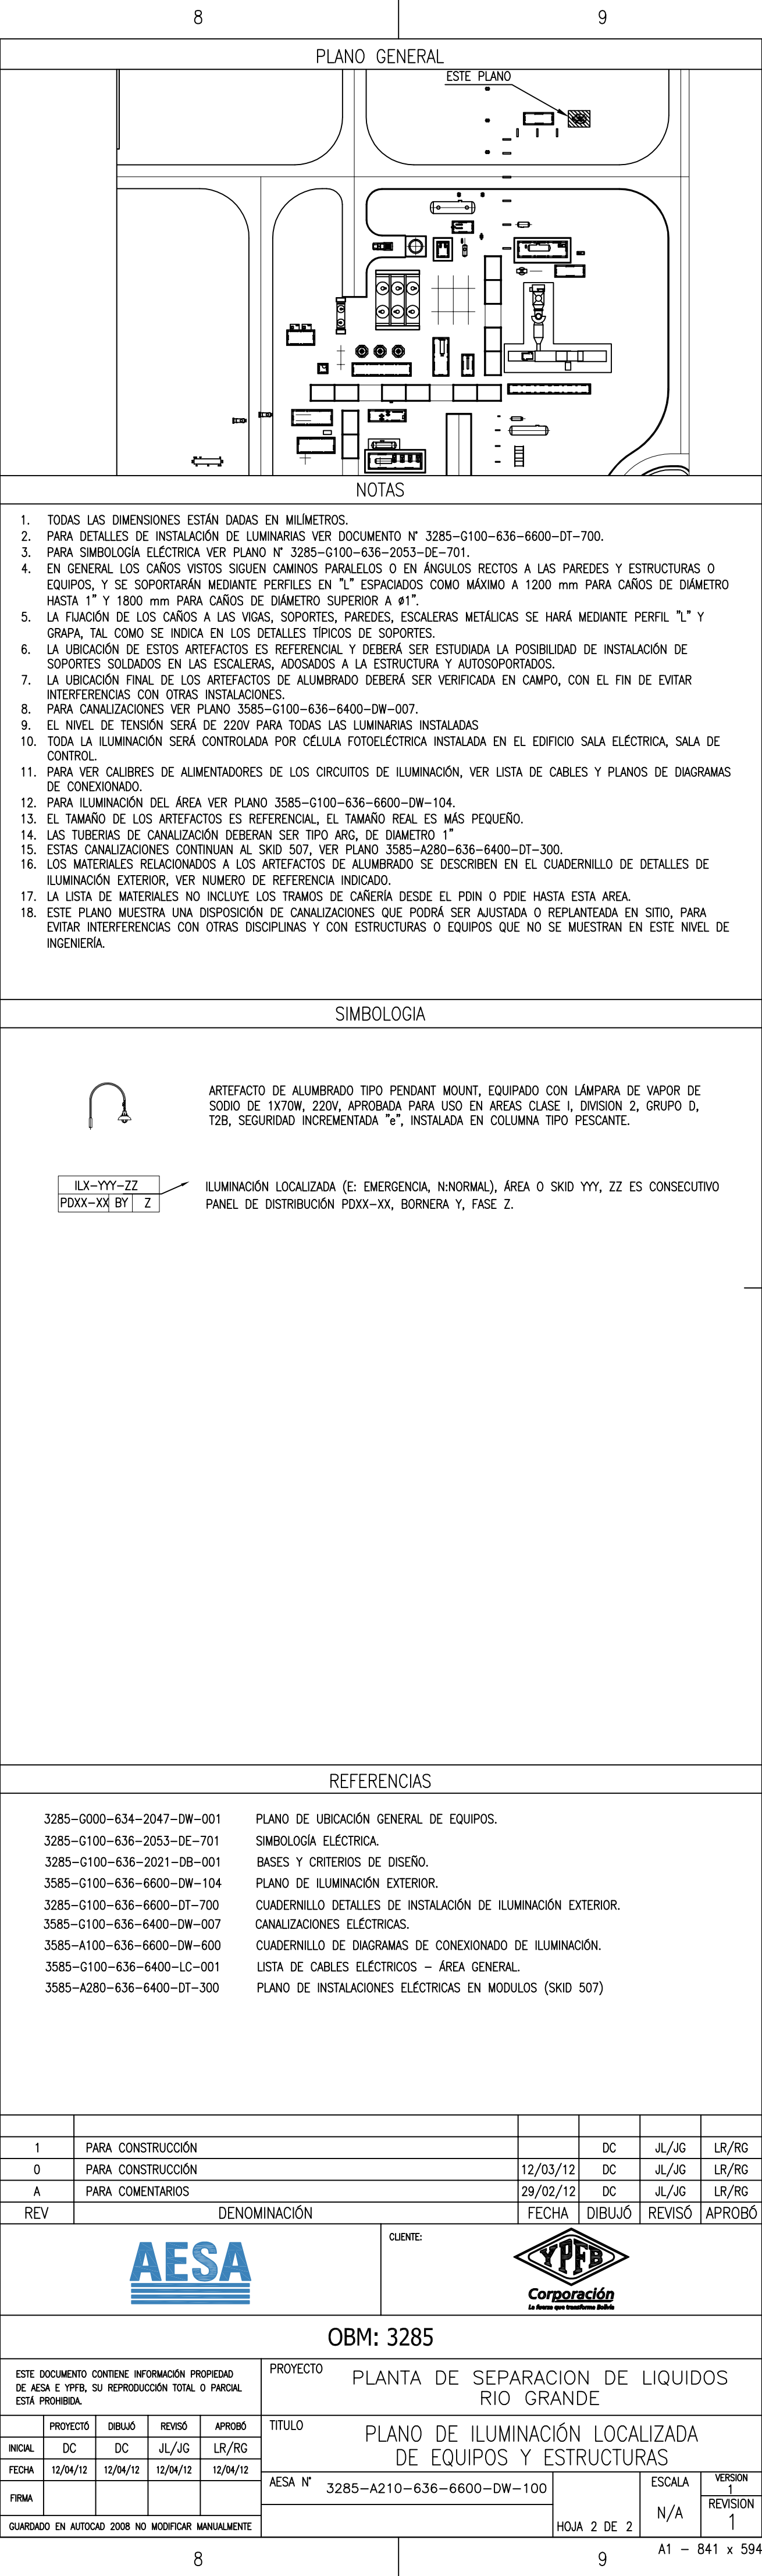 8 9
PLANO GENERAL
ESTE PLANO
NOTAS
1. TODAS LAS DIMENSIONES ESTÁN DADAS EN MILÍMETROS.
2. PARA DETALLES DE INSTALACIÓN DE LUMINARIAS VER DOCUMENTO N° 3285-G100-636-6600-DT-700.
3. PARA SIMBOLOGÍA ELÉCTRICA VER PLANO N° 3285-G100-636-2053-DE-701.
4. EN GENERAL LOS CAÑOS VISTOS SIGUEN CAMINOS PARALELOS O EN ÁNGULOS RECTOS A LAS PAREDES Y ESTRUCTURAS O
EQUIPOS, Y SE SOPORTARÁN MEDIANTE PERFILES EN "L" ESPACIADOS COMO MÁXIMO A 1200 mm PARA CAÑOS DE DIÁMETRO
HASTA 1" Y 1800 mm PARA CAÑOS DE DIÁMETRO SUPERIOR A ø1".
5. LA FIJACIÓN DE LOS CAÑOS A LAS VIGAS, SOPORTES, PAREDES, ESCALERAS METÁLICAS SE HARÁ MEDIANTE PERFIL "L" Y
GRAPA, TAL COMO SE INDICA EN LOS DETALLES TÍPICOS DE SOPORTES.
6. LA UBICACIÓN DE ESTOS ARTEFACTOS ES REFERENCIAL Y DEBERÁ SER ESTUDIADA LA POSIBILIDAD DE INSTALACIÓN DE
SOPORTES SOLDADOS EN LAS ESCALERAS, ADOSADOS A LA ESTRUCTURA Y AUTOSOPORTADOS.
7. LA UBICACIÓN FINAL DE LOS ARTEFACTOS DE ALUMBRADO DEBERÁ SER VERIFICADA EN CAMPO, CON EL FIN DE EVITAR
INTERFERENCIAS CON OTRAS INSTALACIONES.
8. PARA CANALIZACIONES VER PLANO 3585-G100-636-6400-DW-007.
9. EL NIVEL DE TENSIÓN SERÁ DE 220V PARA TODAS LAS LUMINARIAS INSTALADAS
10. TODA LA ILUMINACIÓN SERÁ CONTROLADA POR CÉLULA FOTOELÉCTRICA INSTALADA EN EL EDIFICIO SALA ELÉCTRICA, SALA DE
CONTROL.
11. PARA VER CALIBRES DE ALIMENTADORES DE LOS CIRCUITOS DE ILUMINACIÓN, VER LISTA DE CABLES Y PLANOS DE DIAGRAMAS
DE CONEXIONADO.
12. PARA ILUMINACIÓN DEL ÁREA VER PLANO 3585-G100-636-6600-DW-104.
13. EL TAMAÑO DE LOS ARTEFACTOS ES REFERENCIAL, EL TAMAÑO REAL ES MÁS PEQUEÑO.
14. LAS TUBERIAS DE CANALIZACIÓN DEBERAN SER TIPO ARG, DE DIAMETRO 1"
15. ESTAS CANALIZACIONES CONTINUAN AL SKID 507, VER PLANO 3585-A280-636-6400-DT-300.
16. LOS MATERIALES RELACIONADOS A LOS ARTEFACTOS DE ALUMBRADO SE DESCRIBEN EN EL CUADERNILLO DE DETALLES DE
ILUMINACIÓN EXTERIOR, VER NUMERO DE REFERENCIA INDICADO.
17. LA LISTA DE MATERIALES NO INCLUYE LOS TRAMOS DE CAÑERÍA DESDE EL PDIN O PDIE HASTA ESTA AREA.
18. ESTE PLANO MUESTRA UNA DISPOSICIÓN DE CANALIZACIONES QUE PODRÁ SER AJUSTADA O REPLANTEADA EN SITIO, PARA
EVITAR INTERFERENCIAS CON OTRAS DISCIPLINAS Y CON ESTRUCTURAS O EQUIPOS QUE NO SE MUESTRAN EN ESTE NIVEL DE
INGENIERÍA.
SIMBOLOGIA
ARTEFACTO DE ALUMBRADO TIPO PENDANT MOUNT, EQUIPADO CON LÁMPARA DE VAPOR DE
SODIO DE 1X70W, 220V, APROBADA PARA USO EN AREAS CLASE I, DIVISION 2, GRUPO D,
T2B, SEGURIDAD INCREMENTADA "e", INSTALADA EN COLUMNA TIPO PESCANTE.
ILX-YYY-ZZ
PDXX-XX BY Z
ILUMINACIÓN LOCALIZADA (E: EMERGENCIA, N:NORMAL), ÁREA O SKID YYY, ZZ ES CONSECUTIVO
PANEL DE DISTRIBUCIÓN PDXX-XX, BORNERA Y, FASE Z.
REFERENCIAS
3285-G000-634-2047-DW-001 PLANO DE UBICACIÓN GENERAL DE EQUIPOS.
3285-G100-636-2053-DE-701 SIMBOLOGÍA ELÉCTRICA.
3285-G100-636-2021-DB-001 BASES Y CRITERIOS DE DISEÑO.
3585-G100-636-6600-DW-104 PLANO DE ILUMINACIÓN EXTERIOR.
3285-G100-636-6600-DT-700 CUADERNILLO DETALLES DE INSTALACIÓN DE ILUMINACIÓN EXTERIOR.
3585-G100-636-6400-DW-007 CANALIZACIONES ELÉCTRICAS.
3585-A100-636-6600-DW-600 CUADERNILLO DE DIAGRAMAS DE CONEXIONADO DE ILUMINACIÓN.
3585-G100-636-6400-LC-001 LISTA DE CABLES ELÉCTRICOS - ÁREA GENERAL.
3585-A280-636-6400-DT-300 PLANO DE INSTALACIONES ELÉCTRICAS EN MODULOS (SKID 507)
1 PARA CONSTRUCCIÓN DC JL/JG LR/RG
0 PARA CONSTRUCCIÓN 12/03/12 DC JL/JG LR/RG
A PARA COMENTARIOS 29/02/12 DC JL/JG LR/RG
REV DENOMINACIÓN FECHA DIBUJÓ REVISÓ APROBÓ
AESA
CLIENTE:
YPFB
Corporación
La fuerza que transforma Bolivia
OBM: 3285
ESTE DOCUMENTO CONTIENE INFORMACIÓN PROPIEDAD
DE AESA E YPFB, SU REPRODUCCIÓN TOTAL O PARCIAL
ESTÁ PROHIBIDA.
PROYECTO PLANTA DE SEPARACION DE LIQUIDOS
RIO GRANDE
PROYECTÓ DIBUJÓ REVISÓ APROBÓ
INICIAL DC DC JL/JG LR/RG
FECHA 12/04/12 12/04/12 12/04/12 12/04/12
FIRMA
GUARDADO EN AUTOCAD 2008 NO MODIFICAR MANUALMENTE
TITULO PLANO DE ILUMINACIÓN LOCALIZADA
DE EQUIPOS Y ESTRUCTURAS
AESA N° 3285-A210-636-6600-DW-100
HOJA 2 DE 2
ESCALA
N/A
VERSION
1
REVISION
1
A1 - 841 x 594
8 9